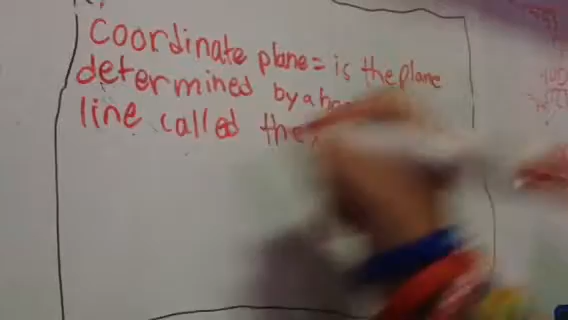 Coordinate plane= is the plane
determined by a
line called the